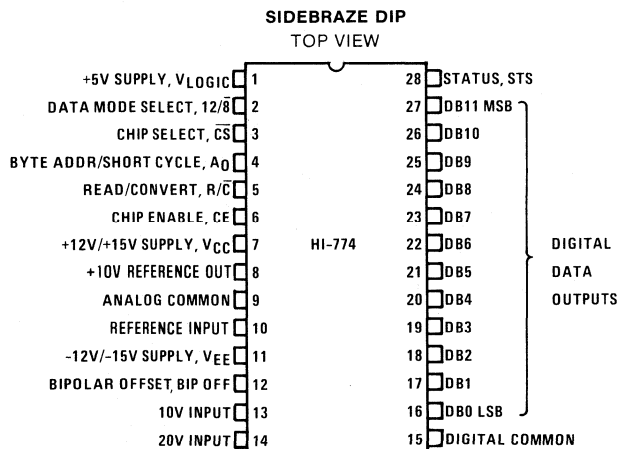 SIDEBRAZE DIP
TOP VIEW
+5V SUPPLY, VLOGIC 1
DATA MODE SELECT, 12/8̅ 2
CHIP SELECT, C̅S̅ 3
BYTE ADDR/SHORT CYCLE, A0 4
READ/CONVERT, R/C̅ 5
CHIP ENABLE, CE 6
+12V/+15V SUPPLY, VCC 7
+10V REFERENCE OUT 8
ANALOG COMMON 9
REFERENCE INPUT 10
-12V/-15V SUPPLY, VEE 11
BIPOLAR OFFSET, BIP OFF 12
10V INPUT 13
20V INPUT 14
HI-774
28 STATUS, STS
27 DB11 MSB
26 DB10
25 DB9
24 DB8
23 DB7
22 DB6
21 DB5
20 DB4
19 DB3
18 DB2
17 DB1
16 DB0 LSB
15 DIGITAL COMMON
DIGITAL
DATA
OUTPUTS